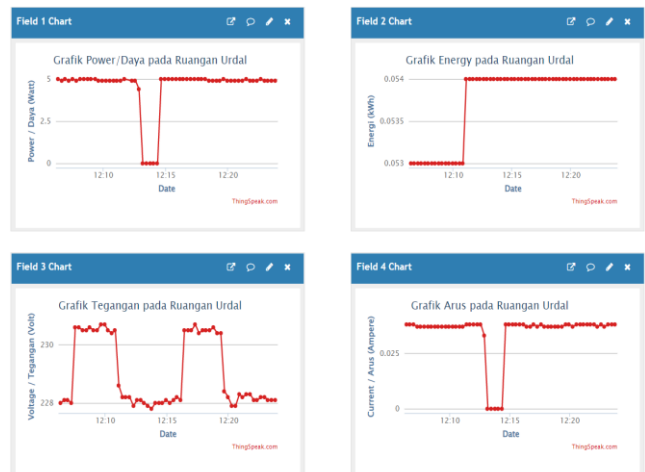 Field 1 Chart
Grafik Power/Daya pada Ruangan Urdal
Power / Daya (Watt)
5
2.5
0
12:10 12:15 12:20
Date
ThingSpeak.com
Field 2 Chart
Grafik Energy pada Ruangan Urdal
Energi (kWh)
0.054
0.0535
0.053
12:10 12:15 12:20
Date
ThingSpeak.com
Field 3 Chart
Grafik Tegangan pada Ruangan Urdal
Voltage / Tegangan (Volt)
230
228
12:10 12:15 12:20
Date
ThingSpeak.com
Field 4 Chart
Grafik Arus pada Ruangan Urdal
Current / Arus (Ampere)
0.025
0
12:10 12:15 12:20
Date
ThingSpeak.com